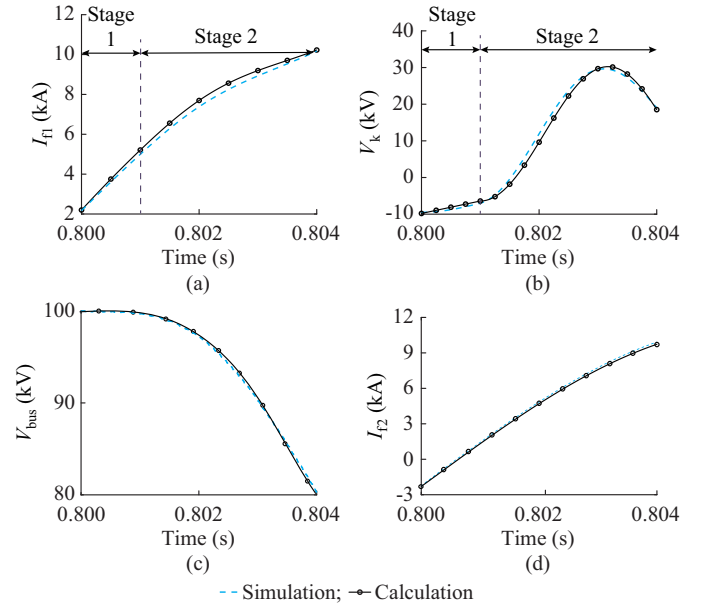 Stage
1
Stage 2
12
10
8
6
4
2
I_f1 (kA)
0.800 0.802 0.804
Time (s)
(a)
Stage
1
Stage 2
40
30
20
10
0
-10
V_k (kV)
0.800 0.802 0.804
Time (s)
(b)
100
90
80
V_bus (kV)
0.800 0.802 0.804
Time (s)
(c)
12
9
6
3
0
-3
I_f2 (kA)
0.800 0.802 0.804
Time (s)
(d)
Simulation; Calculation